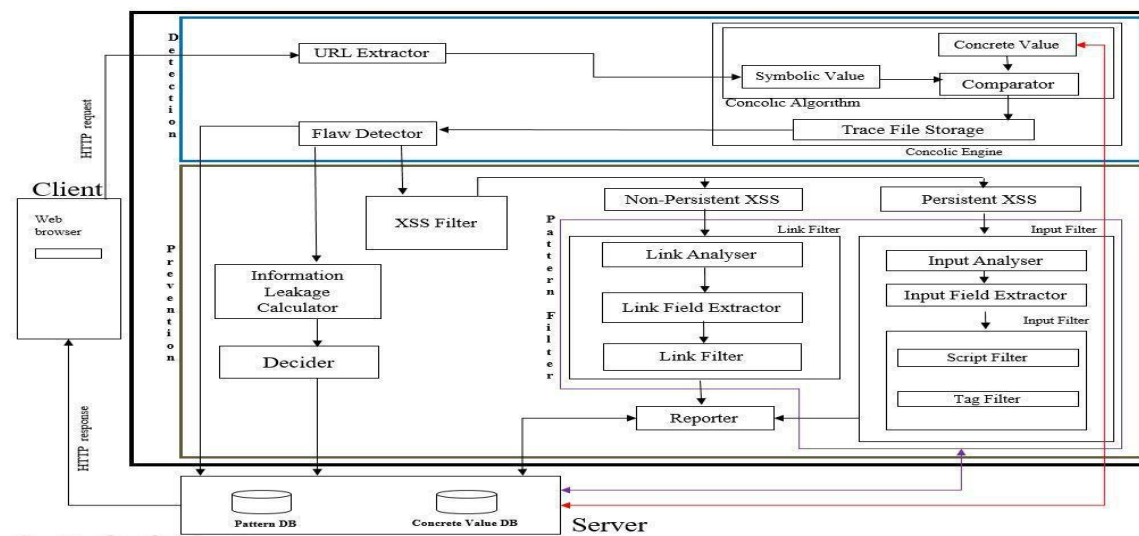 Detection
URL Extractor
Concrete Value
Symbolic Value
Comparator
Concolic Algorithm
Flaw Detector
Trace File Storage
Concolic Engine
HTTP request
Client
Web
browser
HTTP response
Prevention
XSS Filter
Non-Persistent XSS
Persistent XSS
Pattern Filter
Link Filter
Input Filter
Link Analyser
Input Analyser
Information
Leakage
Calculator
Link Field Extractor
Input Field Extractor
Input Filter
Decider
Link Filter
Script Filter
Tag Filter
Reporter
Pattern DB
Concrete Value DB
Server